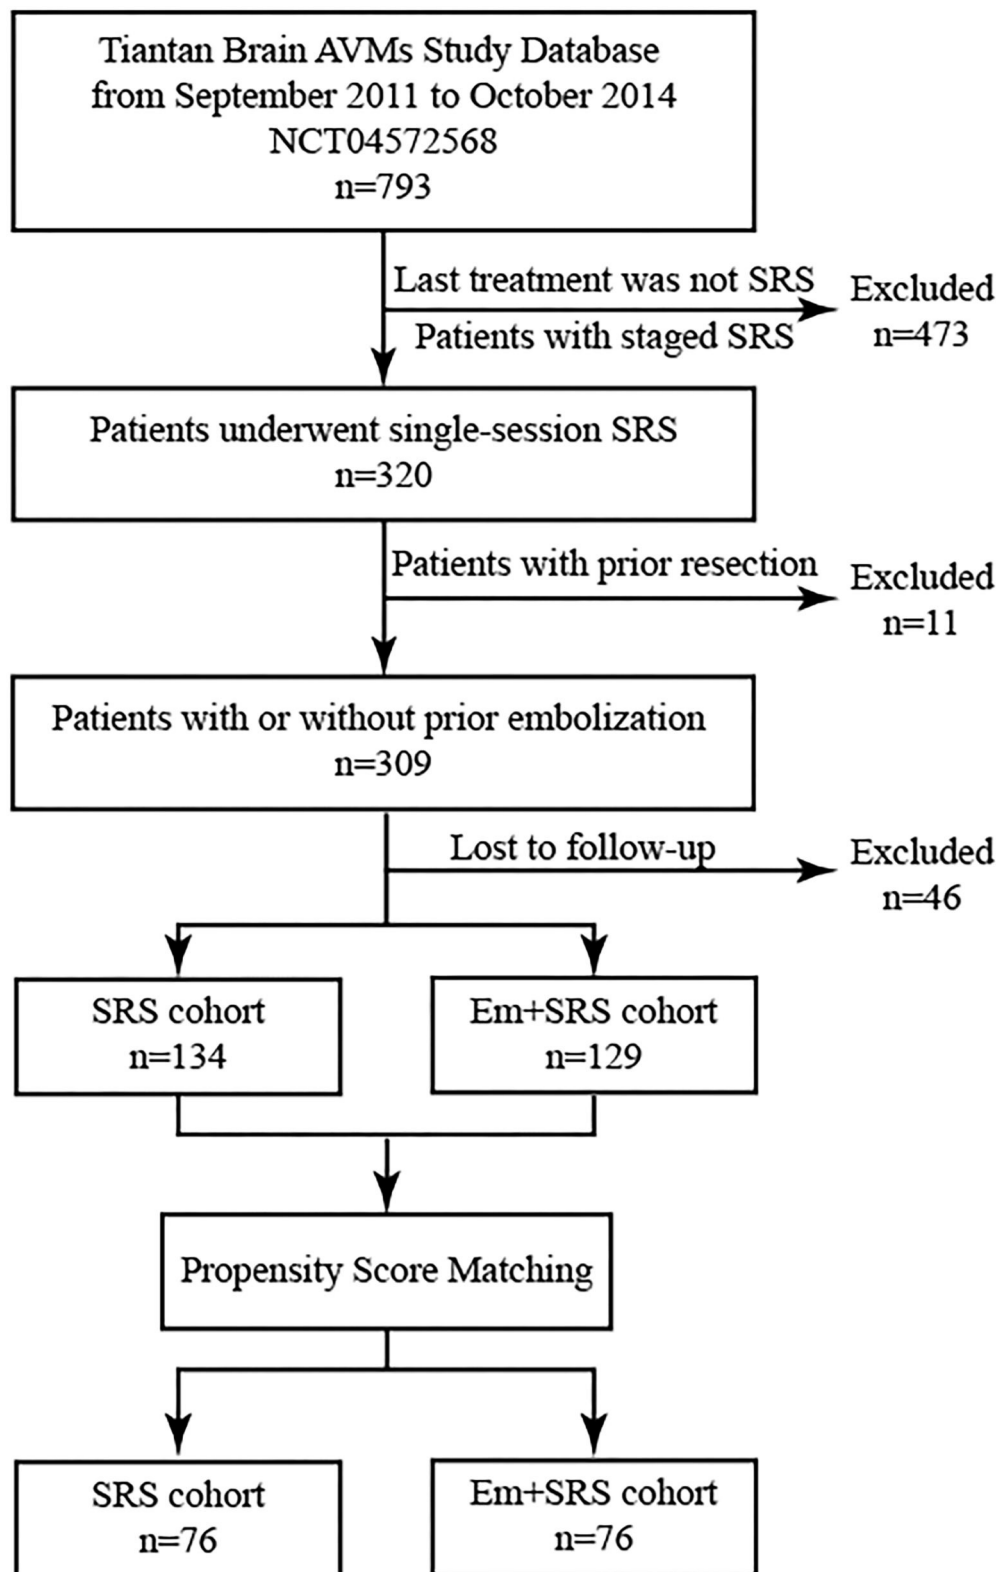 Tiantan Brain AVMs Study Database
from September 2011 to October 2014
NCT04572568
n=793
Last treatment was not SRS
Patients with staged SRS
Excluded
n=473
Patients underwent single-session SRS
n=320
Patients with prior resection
Excluded
n=11
Patients with or without prior embolization
n=309
Lost to follow-up
Excluded
n=46
SRS cohort
n=134
Em+SRS cohort
n=129
Propensity Score Matching
SRS cohort
n=76
Em+SRS cohort
n=76